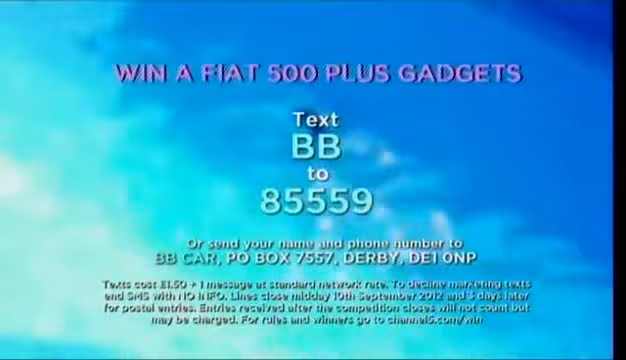 WIN A FIAT 500 PLUS GADGETS
Text
BB
to
85559
Or send your name and phone number to
BB CAR, PO BOX 7557, DERBY, DE1 0NP
Texts cost £1.50 + 1 message at standard network rate. To decline marketing texts
end SMS with NO INFO. Lines close midday 10th September 2012 and 3 days later
for postal entries. Entries received after the competition closes will not count but
may be charged. For rules and winners go to channel5.com/win